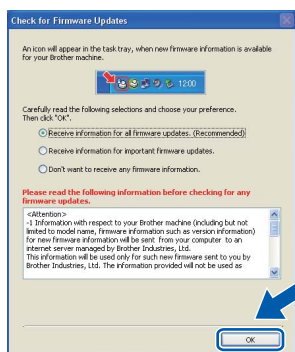 Check for Firmware Updates
An icon will appear in the task tray, when new firmware information is available
for your Brother machine.
12:00
Carefully read the following selections and choose your preference.
Then click "OK".
Receive information for all firmware updates. (Recommended)
Receive information for important firmware updates.
Don't want to receive any firmware information.
Please read the following information before checking for any
firmware updates.
<Attention>
-1 Information with respect to your Brother machine (including but not
limited to model name, firmware information such as version information)
for new firmware information will be sent from your computer to an
internet server managed by Brother Industries, Ltd.
This information will be used only for such new firmware sent to you by
Brother Industries, Ltd. The information provided will not be used as
OK